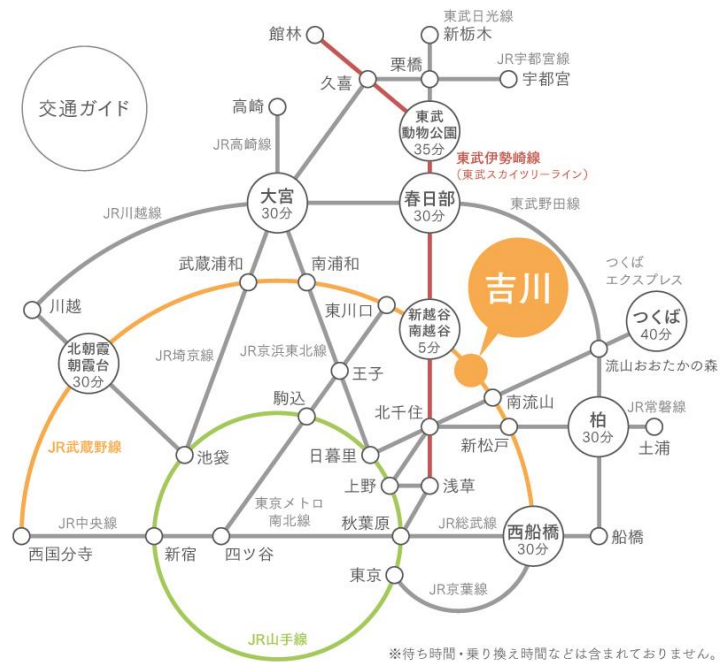 東武日光線
館林
新栃木
栗橋
JR宇都宮線
久喜
宇都宮
交通ガイド
高崎
東武
動物公園
35分
JR高崎線
東武伊勢崎線
(東武スカイツリーライン)
大宮
30分
春日部
30分
JR川越線
東武野田線
武蔵浦和
南浦和
つくば
エクスプレス
吉川
川越
東川口
新越谷
南越谷
5分
つくば
40分
北朝霞
朝霞台
30分
JR埼京線
JR京浜東北線
王子
流山おおたかの森
駒込
北千住
南流山
柏
30分
JR常磐線
JR武蔵野線
池袋
日暮里
新松戸
土浦
上野
浅草
東京メトロ
南北線
JR中央線
秋葉原
JR総武線
西船橋
30分
西国分寺
新宿
四ツ谷
船橋
東京
JR京葉線
JR山手線
※待ち時間・乗り換え時間などは含まれておりません。